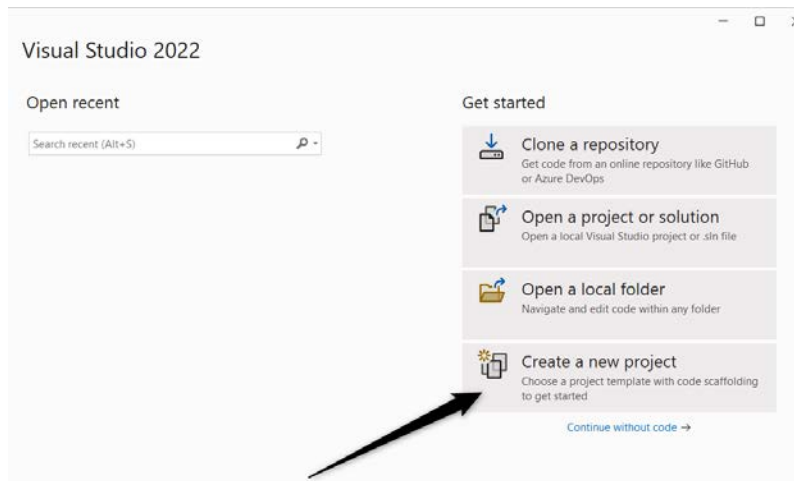 Visual Studio 2022
Open recent
Search recent (Alt+S)
Get started
Clone a repository
Get code from an online repository like GitHub
or Azure DevOps
Open a project or solution
Open a local Visual Studio project or .sln file
Open a local folder
Navigate and edit code within any folder
Create a new project
Choose a project template with code scaffolding
to get started
Continue without code →